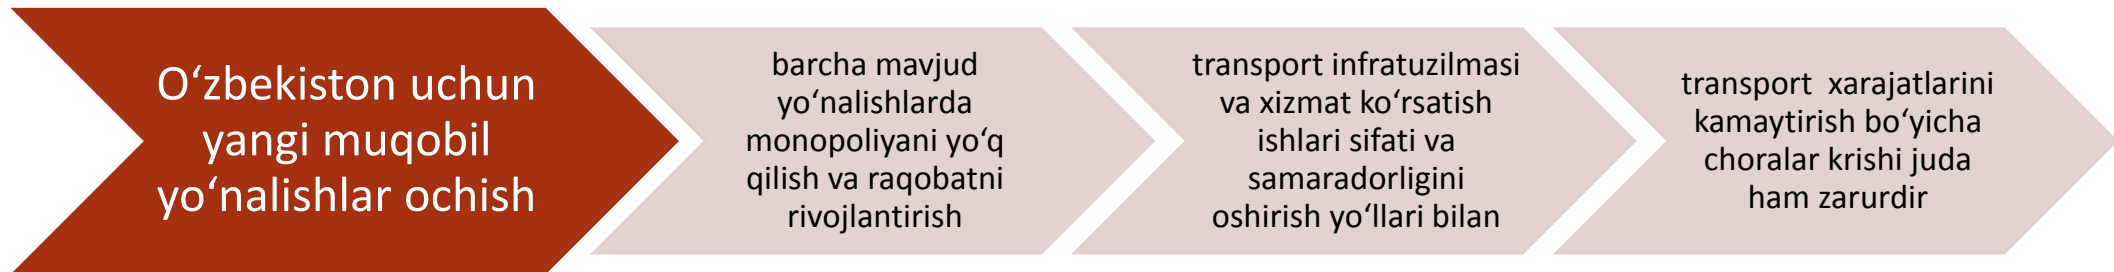 O‘zbekiston uchun
yangi muqobil
yo‘nalishlar ochish
barcha mavjud
yo‘nalishlarda
monopoliyani yo‘q
qilish va raqobatni
rivojlantirish
transport infratuzilmasi
va xizmat ko‘rsatish
ishlari sifati va
samaradorligini
oshirish yo‘llari bilan
transport xarajatlarini
kamaytirish bo‘yicha
choralar krishi juda
ham zarurdir